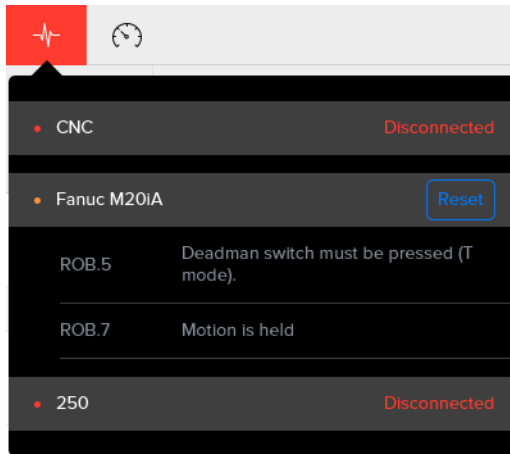 CNC Disconnected
Fanuc M20iA Reset
ROB.5 Deadman switch must be pressed (T
mode).
ROB.7 Motion is held
250 Disconnected